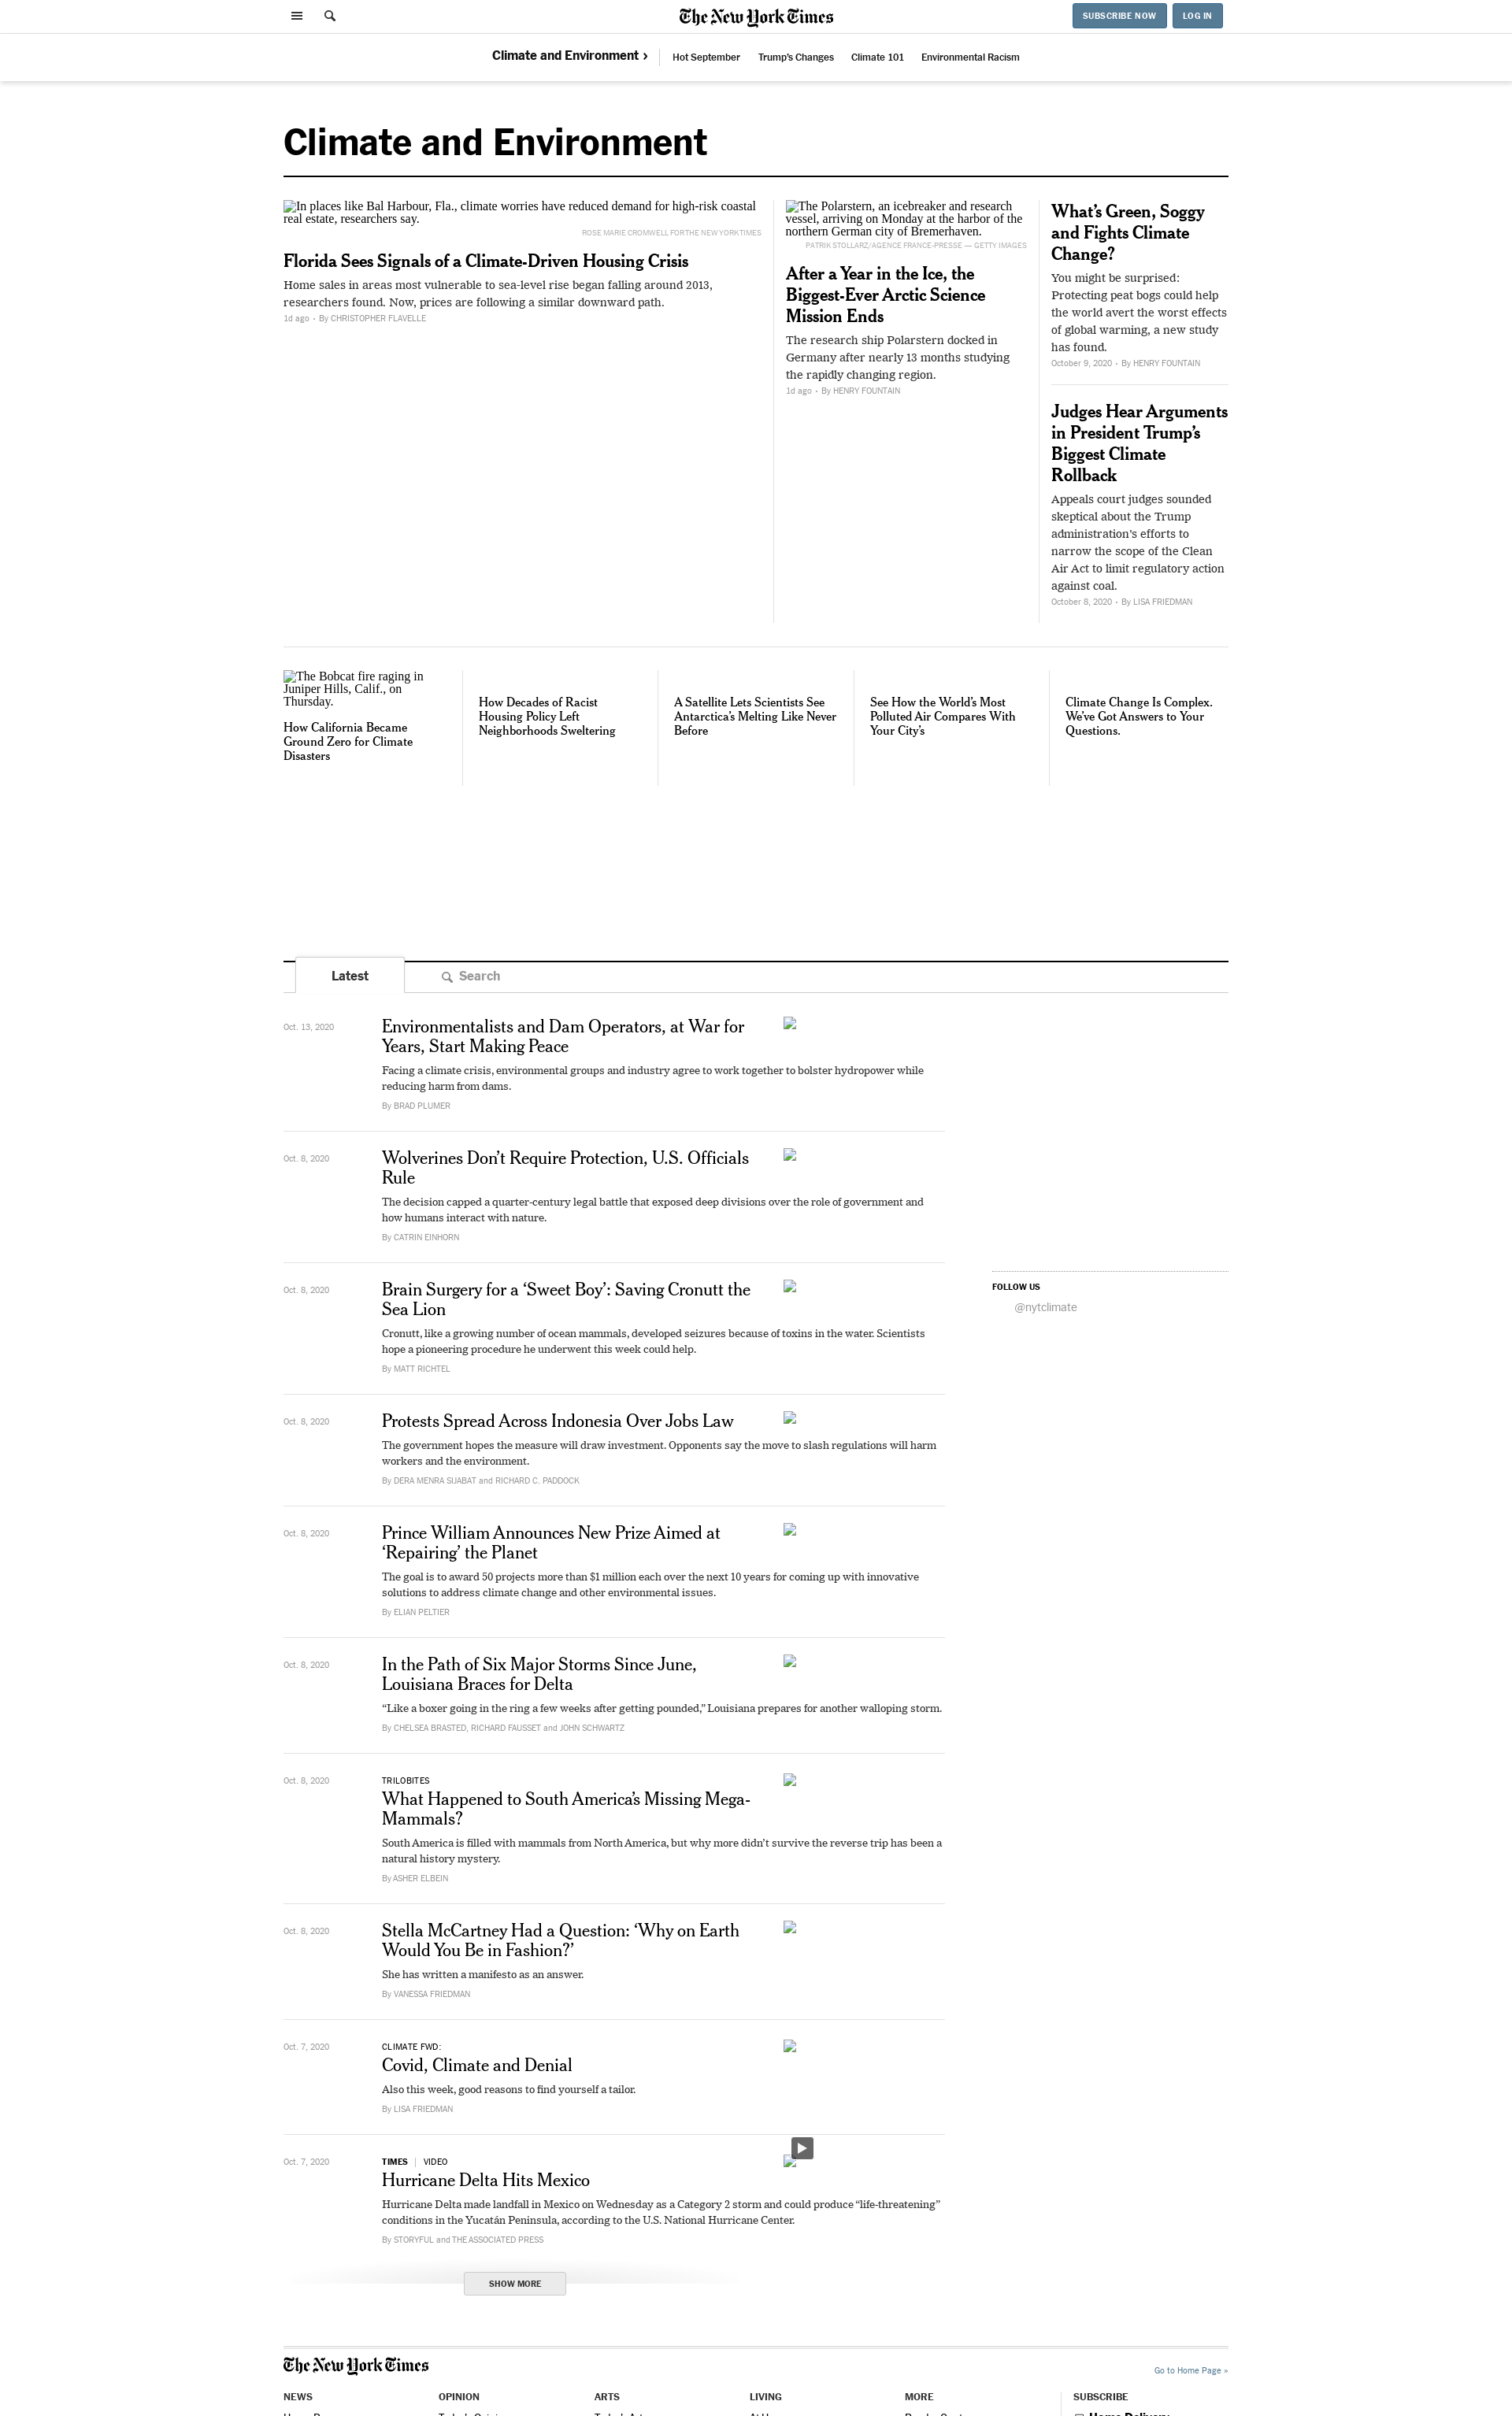 The New York Times
SUBSCRIBE NOW
LOG IN
Climate and Environment ›
Hot September
Trump's Changes
Climate 101
Environmental Racism
Climate and Environment
In places like Bal Harbour, Fla., climate worries have reduced demand for high-risk coastal
real estate, researchers say.
ROSE MARIE CROMWELL FOR THE NEW YORK TIMES
Florida Sees Signals of a Climate-Driven Housing Crisis
Home sales in areas most vulnerable to sea-level rise began falling around 2013,
researchers found. Now, prices are following a similar downward path.
1d ago • By CHRISTOPHER FLAVELLE
The Polarstern, an icebreaker and research
vessel, arriving on Monday at the harbor of the
northern German city of Bremerhaven.
PATRIK STOLLARZ/AGENCE FRANCE-PRESSE — GETTY IMAGES
After a Year in the Ice, the
Biggest-Ever Arctic Science
Mission Ends
The research ship Polarstern docked in
Germany after nearly 13 months studying
the rapidly changing region.
1d ago • By HENRY FOUNTAIN
What's Green, Soggy
and Fights Climate
Change?
You might be surprised:
Protecting peat bogs could help
the world avert the worst effects
of global warming, a new study
has found.
October 9, 2020 • By HENRY FOUNTAIN
Judges Hear Arguments
in President Trump's
Biggest Climate
Rollback
Appeals court judges sounded
skeptical about the Trump
administration's efforts to
narrow the scope of the Clean
Air Act to limit regulatory action
against coal.
October 8, 2020 • By LISA FRIEDMAN
The Bobcat fire raging in
Juniper Hills, Calif., on
Thursday.
How California Became
Ground Zero for Climate
Disasters
How Decades of Racist
Housing Policy Left
Neighborhoods Sweltering
A Satellite Lets Scientists See
Antarctica's Melting Like Never
Before
See How the World's Most
Polluted Air Compares With
Your City's
Climate Change Is Complex.
We've Got Answers to Your
Questions.
Latest
Search
Oct. 13, 2020
Environmentalists and Dam Operators, at War for
Years, Start Making Peace
Facing a climate crisis, environmental groups and industry agree to work together to bolster hydropower while
reducing harm from dams.
By BRAD PLUMER
Oct. 8, 2020
Wolverines Don't Require Protection, U.S. Officials
Rule
The decision capped a quarter-century legal battle that exposed deep divisions over the role of government and
how humans interact with nature.
By CATRIN EINHORN
Oct. 8, 2020
Brain Surgery for a 'Sweet Boy': Saving Cronutt the
Sea Lion
Cronutt, like a growing number of ocean mammals, developed seizures because of toxins in the water. Scientists
hope a pioneering procedure he underwent this week could help.
By MATT RICHTEL
FOLLOW US
@nytclimate
Oct. 8, 2020
Protests Spread Across Indonesia Over Jobs Law
The government hopes the measure will draw investment. Opponents say the move to slash regulations will harm
workers and the environment.
By DERA MENRA SIJABAT and RICHARD C. PADDOCK
Oct. 8, 2020
Prince William Announces New Prize Aimed at
'Repairing' the Planet
The goal is to award 50 projects more than $1 million each over the next 10 years for coming up with innovative
solutions to address climate change and other environmental issues.
By ELIAN PELTIER
Oct. 8, 2020
In the Path of Six Major Storms Since June,
Louisiana Braces for Delta
“Like a boxer going in the ring a few weeks after getting pounded,” Louisiana prepares for another walloping storm.
By CHELSEA BRASTED, RICHARD FAUSSET and JOHN SCHWARTZ
Oct. 8, 2020
TRILOBITES
What Happened to South America's Missing Mega-
Mammals?
South America is filled with mammals from North America, but why more didn't survive the reverse trip has been a
natural history mystery.
By ASHER ELBEIN
Oct. 8, 2020
Stella McCartney Had a Question: 'Why on Earth
Would You Be in Fashion?'
She has written a manifesto as an answer.
By VANESSA FRIEDMAN
Oct. 7, 2020
CLIMATE FWD:
Covid, Climate and Denial
Also this week, good reasons to find yourself a tailor.
By LISA FRIEDMAN
Oct. 7, 2020
TIMES | VIDEO
Hurricane Delta Hits Mexico
Hurricane Delta made landfall in Mexico on Wednesday as a Category 2 storm and could produce “life-threatening”
conditions in the Yucatán Peninsula, according to the U.S. National Hurricane Center.
By STORYFUL and THE ASSOCIATED PRESS
SHOW MORE
The New York Times
Go to Home Page »
NEWS
OPINION
ARTS
LIVING
MORE
SUBSCRIBE